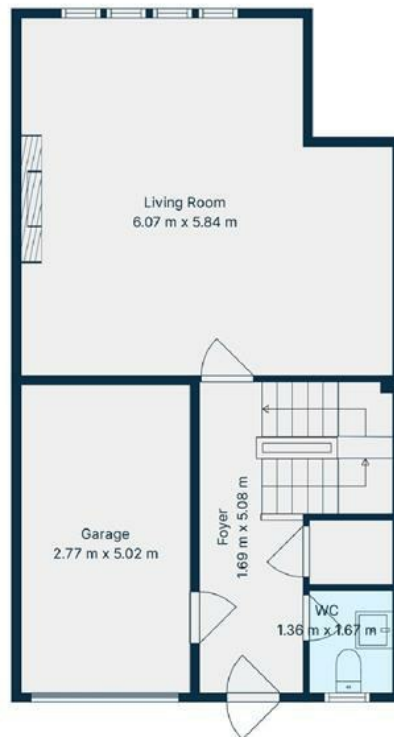 Living Room
6.07 m x 5.84 m
Garage
2.77 m x 5.02 m
Foyer
1.69 m x 5.08 m
WC
1.36 m x 1.67 m